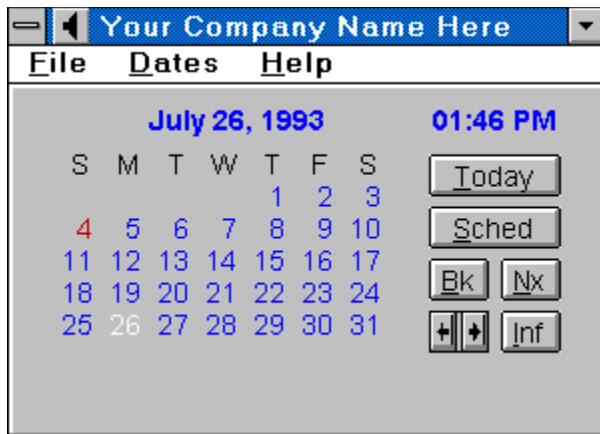 Your Company Name Here
File Dates Help
July 26, 1993 01:46 PM
S M T W T F S Today
1 2 3
4 5 6 7 8 9 10 Sched
11 12 13 14 15 16 17
18 19 20 21 22 23 24 Bk Nx
25 26 27 28 29 30 31 Inf